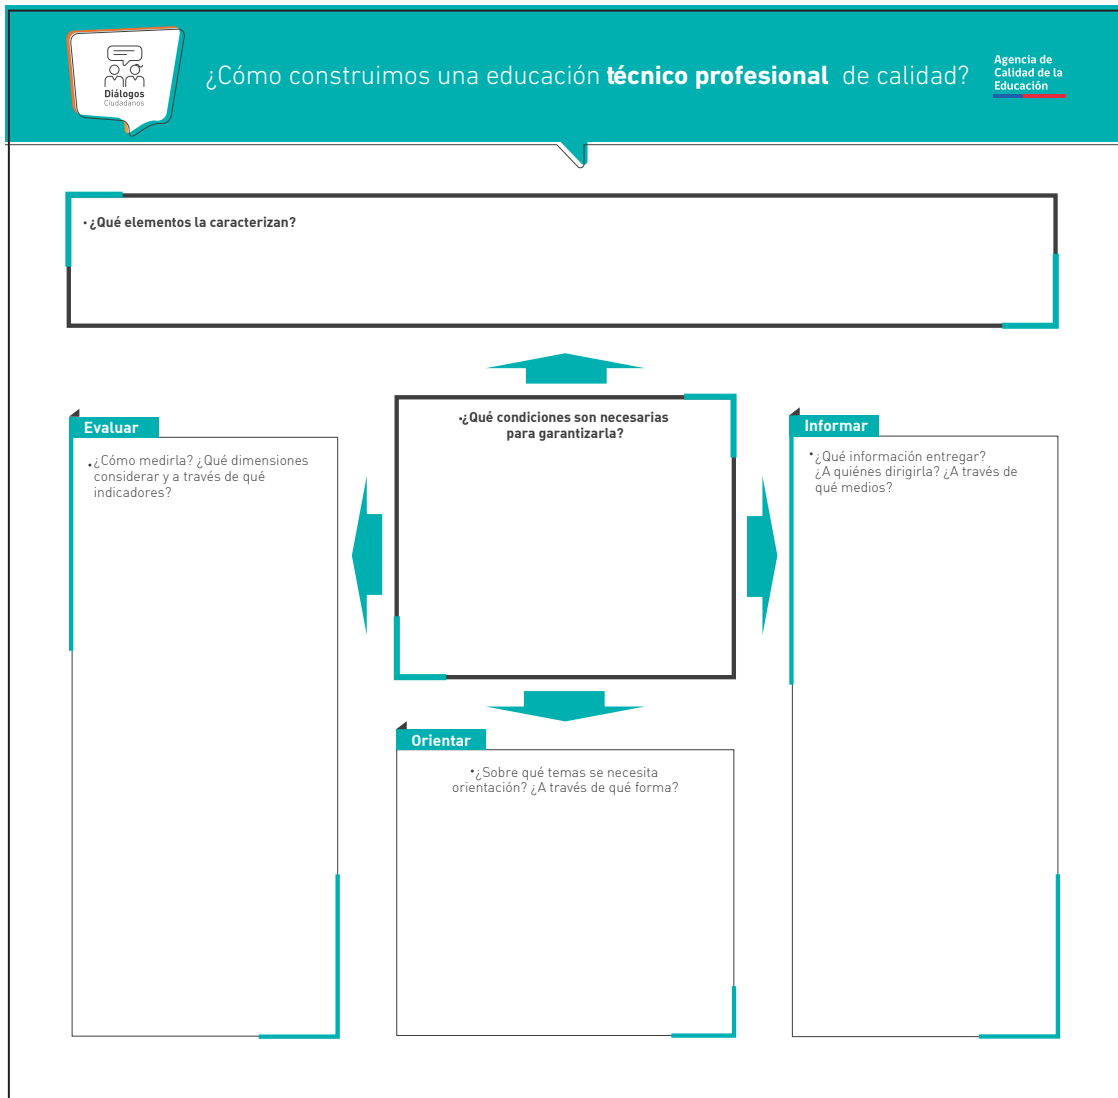 Diálogos
Ciudadanos
¿Cómo construimos una educación técnico profesional de calidad?
Agencia de
Calidad de la
Educación
• ¿Qué elementos la caracterizan?
•¿Qué condiciones son necesarias
para garantizarla?
Evaluar
•¿Cómo medirla? ¿Qué dimensiones
considerar y a través de qué
indicadores?
Informar
•¿Qué información entregar?
¿A quiénes dirigirla? ¿A través de
qué medios?
Orientar
•¿Sobre qué temas se necesita
orientación? ¿A través de qué forma?